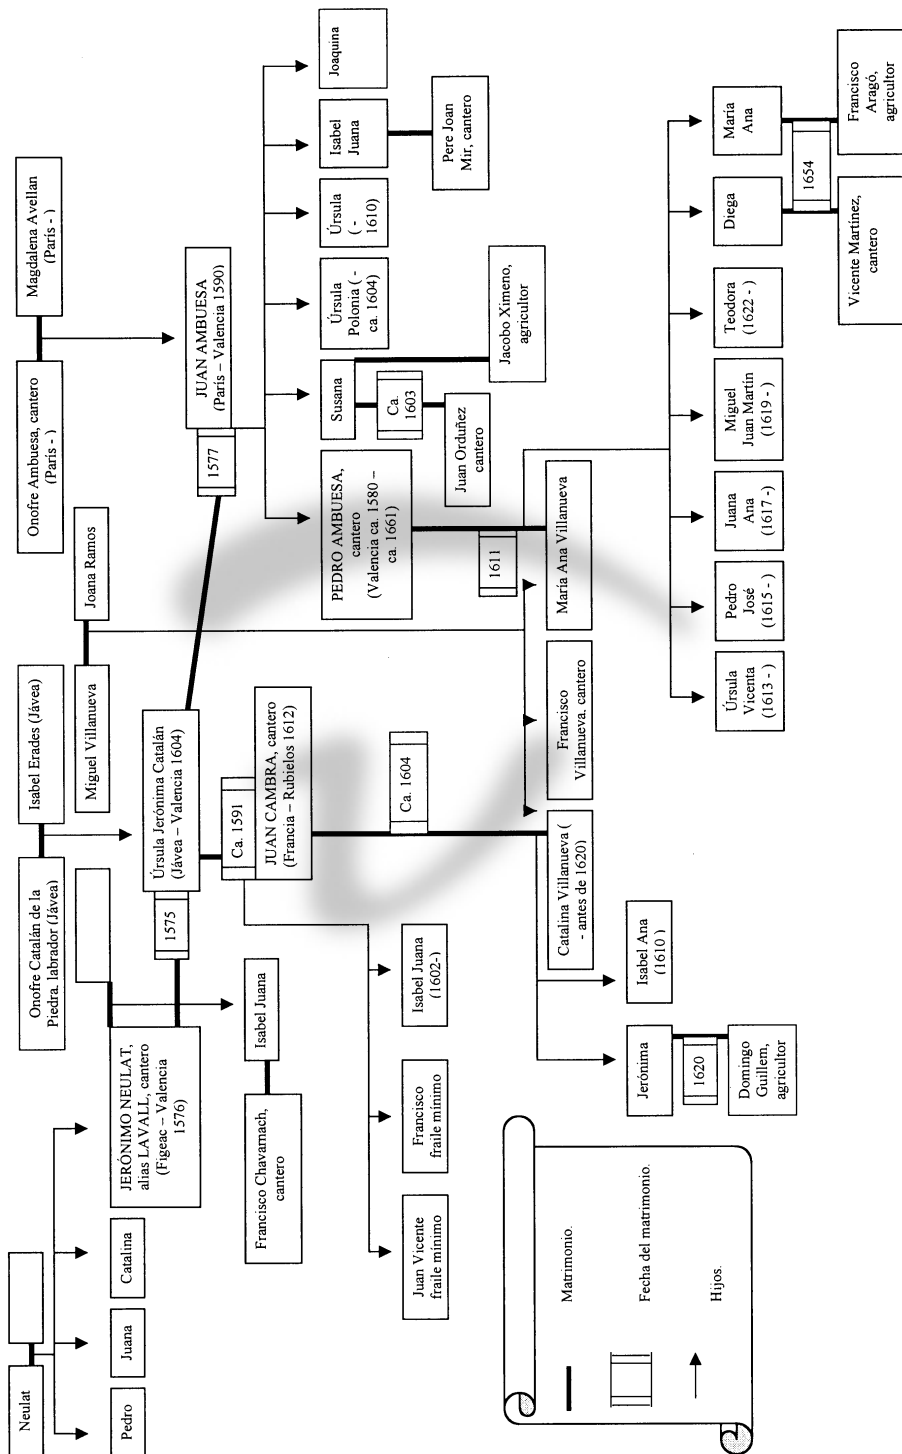 Neulat
Pedro
Juana
Catalina
JERÓNIMO NEULAT,
alias LAVALL, cantero
(Figeac – Valencia
1576)
Onofre Catalán de la
Piedra. labrador (Jávea)
Isabel Erades (Jávea)
Miguel Villanueva
Joana Ramos
Onofre Ambuesa, cantero
(París - )
Magdalena Avellan
(París - )
1575
Úrsula Jerónima Catalán
(Jávea – Valencia 1604)
1577
JUAN AMBUESA
(París – Valencia 1590)
Francisco Chavarnach,
cantero
Isabel Juana
Ca. 1591
JUAN CAMBRA, cantero
(Francia – Rubielos 1612)
PEDRO AMBUESA,
cantero
(Valencia ca. 1580 –
ca. 1661)
Susana
Úrsula
Polonia ( -
ca. 1604)
Úrsula
( -
1610)
Isabel
Juana
Joaquina
Ca.
1603
Juan Orduñez
cantero
Jacobo Ximeno,
agricultor
Pere Joan
Mir, cantero
Juan Vicente
fraile mínimo
Francisco
fraile mínimo
Isabel Juana
(1602-)
Ca. 1604
1611
Catalina Villanueva (
- antes de 1620)
Francisco
Villanueva. cantero
María Ana Villanueva
Jerónima
Isabel Ana
(1610 )
1620
Domingo
Guillem,
agricultor
Úrsula
Vicenta
(1613 - )
Pedro
José
(1615 - )
Juana
Ana
(1617 -)
Miguel
Juan Martín
(1619 -)
Teodora
(1622 - )
Diega
María
Ana
1654
Vicente Martínez,
cantero
Francisco
Aragó,
agricultor
Matrimonio.
Fecha del matrimonio.
Hijos.